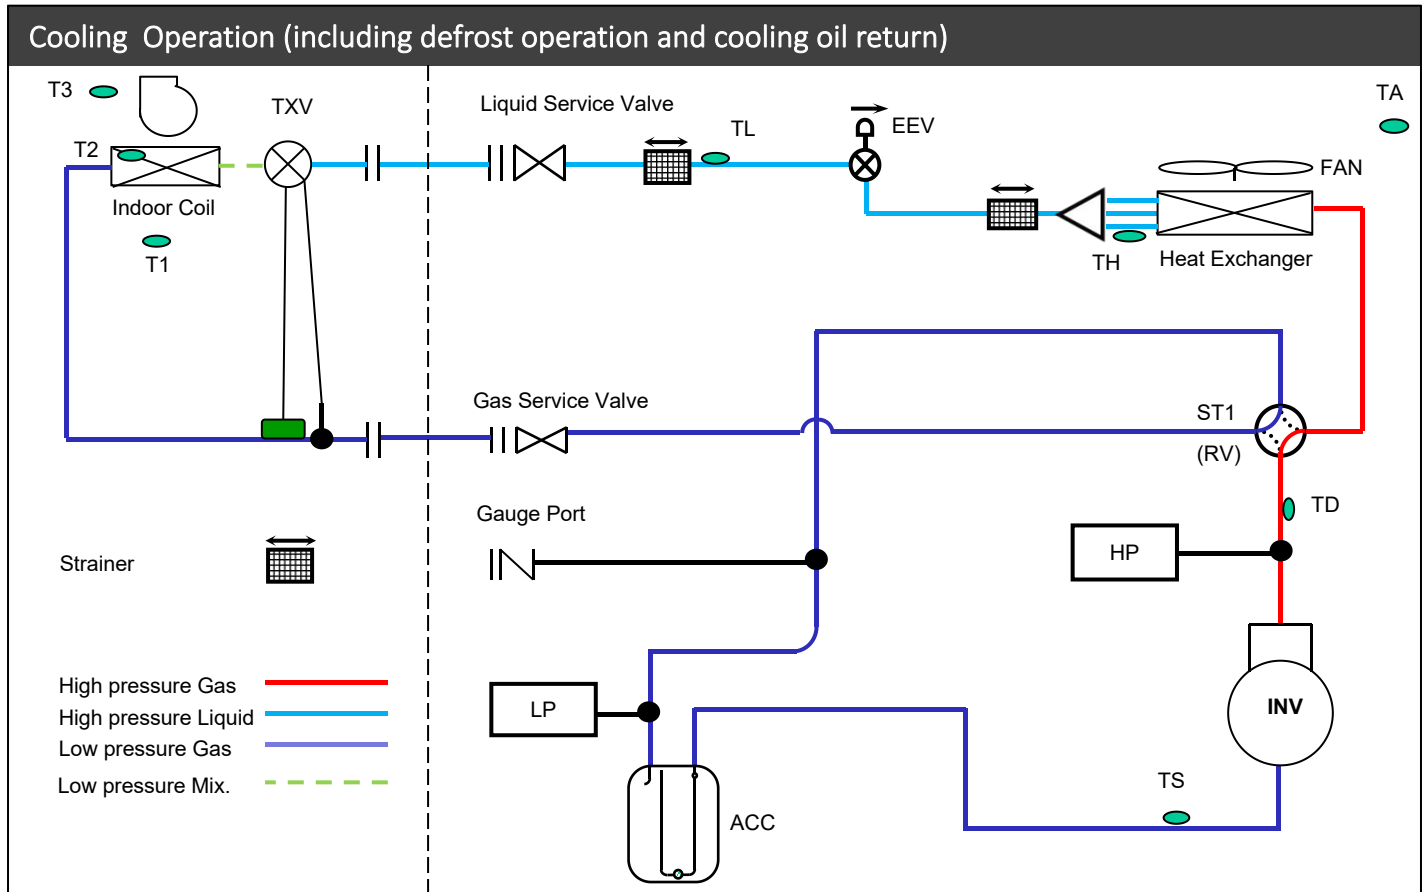 Cooling  Operation (including defrost operation and cooling oil return)
T3
TXV
Liquid Service Valve
TL
EEV
TA
T2
FAN
Indoor Coil
T1
TH
Heat Exchanger
Gas Service Valve
ST1
(RV)
Gauge Port
TD
HP
Strainer
High pressure Gas
High pressure Liquid
Low pressure Gas
Low pressure Mix.
LP
INV
TS
ACC